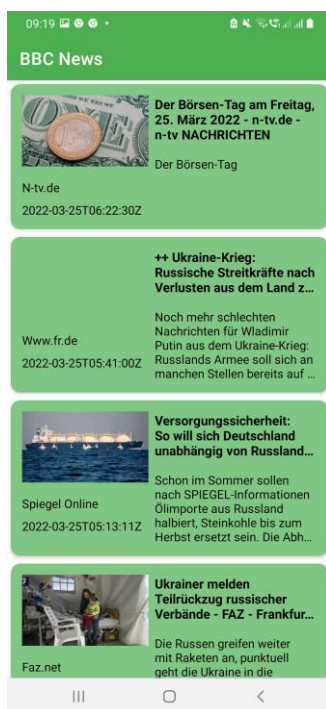 09:19
BBC News
Der Börsen-Tag am Freitag,
25. März 2022 - n-tv.de -
n-tv NACHRICHTEN
Der Börsen-Tag
N-tv.de
2022-03-25T06:22:30Z
++ Ukraine-Krieg:
Russische Streitkräfte nach
Verlusten aus dem Land z...
Noch mehr schlechten
Nachrichten für Wladimir
Putin aus dem Ukraine-Krieg:
Russlands Armee soll sich an
manchen Stellen bereits auf ...
Www.fr.de
2022-03-25T05:41:00Z
Versorgungssicherheit:
So will sich Deutschland
unabhängig von Russland...
Schon im Sommer sollen
nach SPIEGEL-Informationen
Ölimporte aus Russland
halbiert, Steinkohle bis zum
Herbst ersetzt sein. Die Abh...
Spiegel Online
2022-03-25T05:13:11Z
Ukrainer melden
Teilrückzug russischer
Verbände - FAZ - Frankfur...
Die Russen greifen weiter
mit Raketen an, punktuell
geht die Ukraine in die
Faz.net